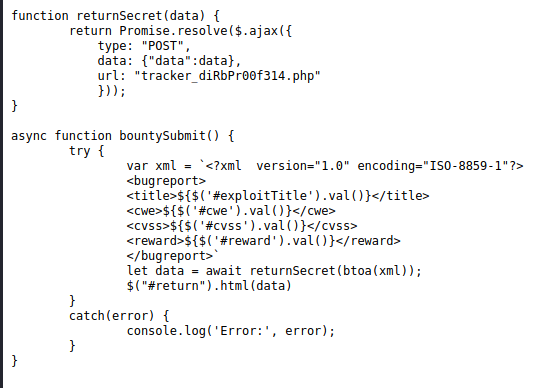 function returnSecret(data) {
return Promise.resolve($.ajax({
type: "POST",
data: {"data":data},
url: "tracker_diRbPr00f314.php"
}));
}
async function bountySubmit() {
try {
var xml = `<?xml  version="1.0" encoding="ISO-8859-1"?>
<bugreport>
<title>${$('#exploitTitle').val()}</title>
<cwe>${$('#cwe').val()}</cwe>
<cvss>${$('#cvss').val()}</cvss>
<reward>${$('#reward').val()}</reward>
</bugreport>`
let data = await returnSecret(btoa(xml));
$("#return").html(data)
}
catch(error) {
console.log('Error:', error);
}
}